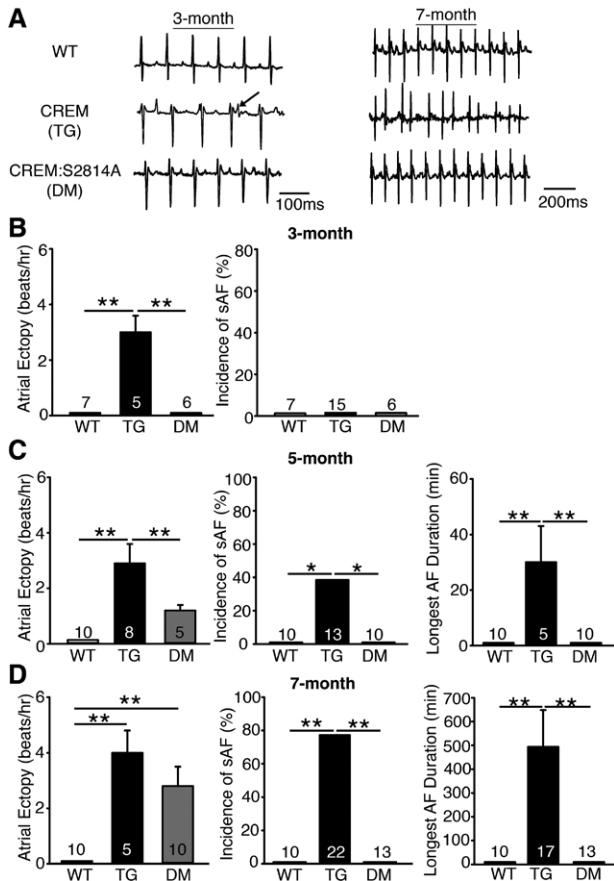 A
3-month
7-month
WT
CREM
(TG)
CREM:S2814A
(DM)
100ms
200ms
B
3-month
Atrial Ectopy (beats/hr)
6
4
2
0
**
**
7
5
6
WT
TG
DM
Incidence of sAF (%)
80
60
40
20
0
7
15
6
WT
TG
DM
C
5-month
Atrial Ectopy (beats/hr)
6
4
2
0
**
**
10
8
5
WT
TG
DM
Incidence of sAF (%)
100
80
60
40
20
0
*
*
10
13
10
WT
TG
DM
Longest AF Duration (min)
60
40
20
0
**
**
10
5
10
WT
TG
DM
D
7-month
Atrial Ectopy (beats/hr)
6
4
2
0
**
**
10
5
10
WT
TG
DM
Incidence of sAF (%)
100
80
60
40
20
0
**
**
10
22
13
WT
TG
DM
Longest AF Duration (min)
700
600
500
400
300
200
100
0
**
**
10
17
13
WT
TG
DM